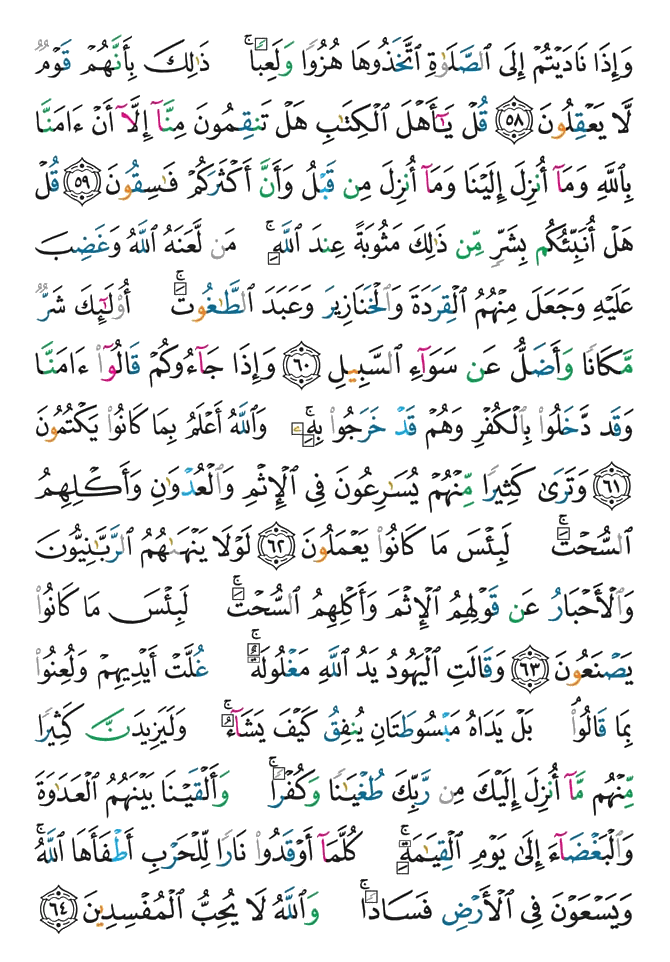 وَإِذَا نَادَيْتُمْ إِلَى ٱلصَّلَوٰةِ ٱتَّخَذُوهَا هُزُوًا وَلَعِبًا ۚ ذَٰلِكَ بِأَنَّهُمْ قَوْمٌ
لَّا يَعْقِلُونَ ٥٨ قُلْ يَـٰٓأَهْلَ ٱلْكِتَـٰبِ هَلْ تَنقِمُونَ مِنَّآ إِلَّآ أَنْ ءَامَنَّا
بِٱللَّهِ وَمَآ أُنزِلَ إِلَيْنَا وَمَآ أُنزِلَ مِن قَبْلُ وَأَنَّ أَكْثَرَكُمْ فَـٰسِقُونَ ٥٩ قُلْ
هَلْ أُنَبِّئُكُم بِشَرٍّ مِّن ذَٰلِكَ مَثُوبَةً عِندَ ٱللَّهِ ۚ مَن لَّعَنَهُ ٱللَّهُ وَغَضِبَ
عَلَيْهِ وَجَعَلَ مِنْهُمُ ٱلْقِرَدَةَ وَٱلْخَنَازِيرَ وَعَبَدَ ٱلطَّـٰغُوتَ ۚ أُو۟لَـٰٓئِكَ شَرٌّ
مَّكَانًا وَأَضَلُّ عَن سَوَآءِ ٱلسَّبِيلِ ٦٠ وَإِذَا جَآءُوكُمْ قَالُوٓا۟ ءَامَنَّا
وَقَد دَّخَلُوا۟ بِٱلْكُفْرِ وَهُمْ قَدْ خَرَجُوا۟ بِهِۦ ۚ وَٱللَّهُ أَعْلَمُ بِمَا كَانُوا۟ يَكْتُمُونَ
٦١ وَتَرَىٰ كَثِيرًا مِّنْهُمْ يُسَـٰرِعُونَ فِى ٱلْإِثْمِ وَٱلْعُدْوَٰنِ وَأَكْلِهِمُ
ٱلسُّحْتَ ۚ لَبِئْسَ مَا كَانُوا۟ يَعْمَلُونَ ٦٢ لَوْلَا يَنْهَىٰهُمُ ٱلرَّبَّـٰنِيُّونَ
وَٱلْأَحْبَارُ عَن قَوْلِهِمُ ٱلْإِثْمَ وَأَكْلِهِمُ ٱلسُّحْتَ ۚ لَبِئْسَ مَا كَانُوا۟
يَصْنَعُونَ ٦٣ وَقَالَتِ ٱلْيَهُودُ يَدُ ٱللَّهِ مَغْلُولَةٌ ۚ غُلَّتْ أَيْدِيهِمْ وَلُعِنُوا۟
بِمَا قَالُوا۟ ۘ بَلْ يَدَاهُ مَبْسُوطَتَانِ يُنفِقُ كَيْفَ يَشَآءُ ۚ وَلَيَزِيدَنَّ كَثِيرًا
مِّنْهُم مَّآ أُنزِلَ إِلَيْكَ مِن رَّبِّكَ طُغْيَـٰنًا وَكُفْرًا ۚ وَأَلْقَيْنَا بَيْنَهُمُ ٱلْعَدَٰوَةَ
وَٱلْبَغْضَآءَ إِلَىٰ يَوْمِ ٱلْقِيَـٰمَةِ ۚ كُلَّمَآ أَوْقَدُوا۟ نَارًا لِّلْحَرْبِ أَطْفَأَهَا ٱللَّهُ ۚ
وَيَسْعَوْنَ فِى ٱلْأَرْضِ فَسَادًا ۚ وَٱللَّهُ لَا يُحِبُّ ٱلْمُفْسِدِينَ ٦٤